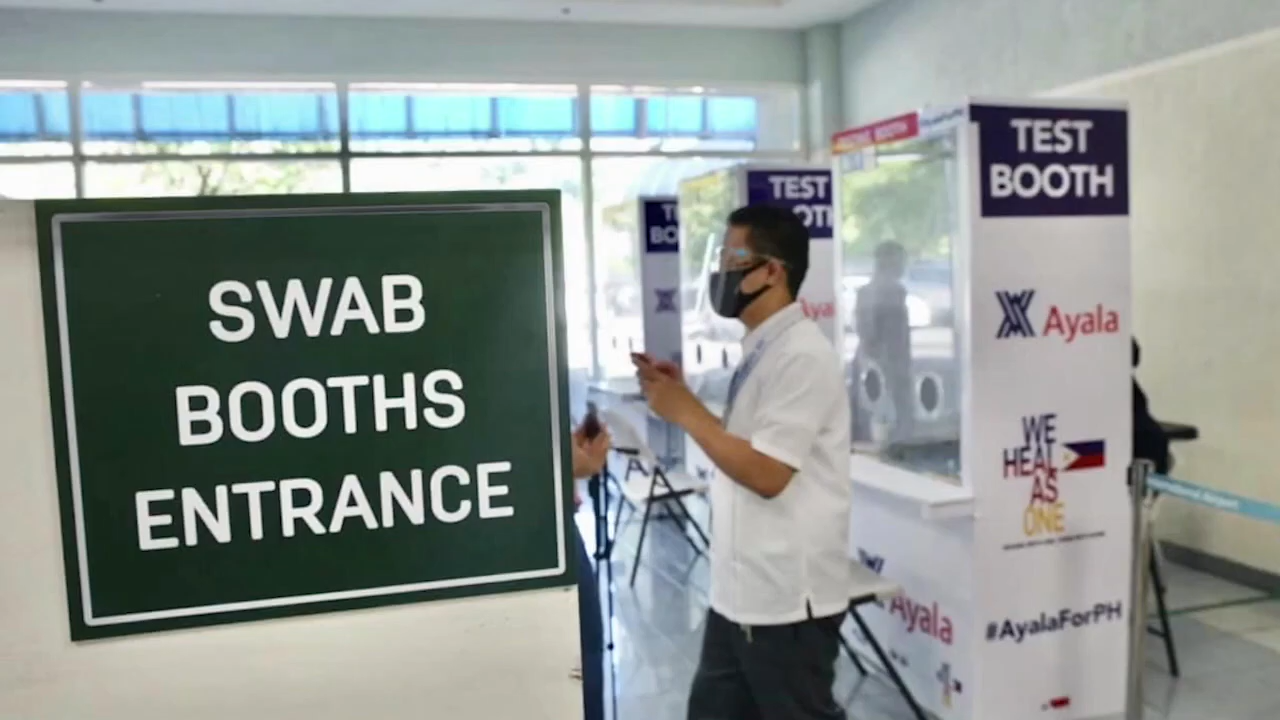 SWAB
BOOTHS
ENTRANCE
TEST
BOOTH
Ayala
WE
HEAL
AS
ONE
#AyalaForPH
TEST
Ayala